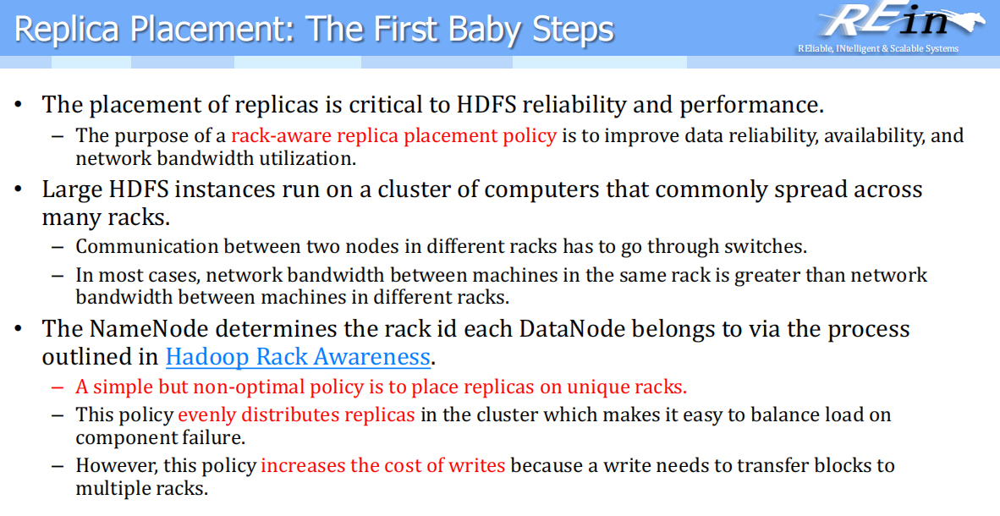 Replica Placement: The First Baby Steps
REin
REliable, INtelligent & Scalable Systems
• The placement of replicas is critical to HDFS reliability and performance.
– The purpose of a rack-aware replica placement policy is to improve data reliability, availability, and
network bandwidth utilization.
• Large HDFS instances run on a cluster of computers that commonly spread across
many racks.
– Communication between two nodes in different racks has to go through switches.
– In most cases, network bandwidth between machines in the same rack is greater than network
bandwidth between machines in different racks.
• The NameNode determines the rack id each DataNode belongs to via the process
outlined in Hadoop Rack Awareness.
– A simple but non-optimal policy is to place replicas on unique racks.
– This policy evenly distributes replicas in the cluster which makes it easy to balance load on
component failure.
– However, this policy increases the cost of writes because a write needs to transfer blocks to
multiple racks.